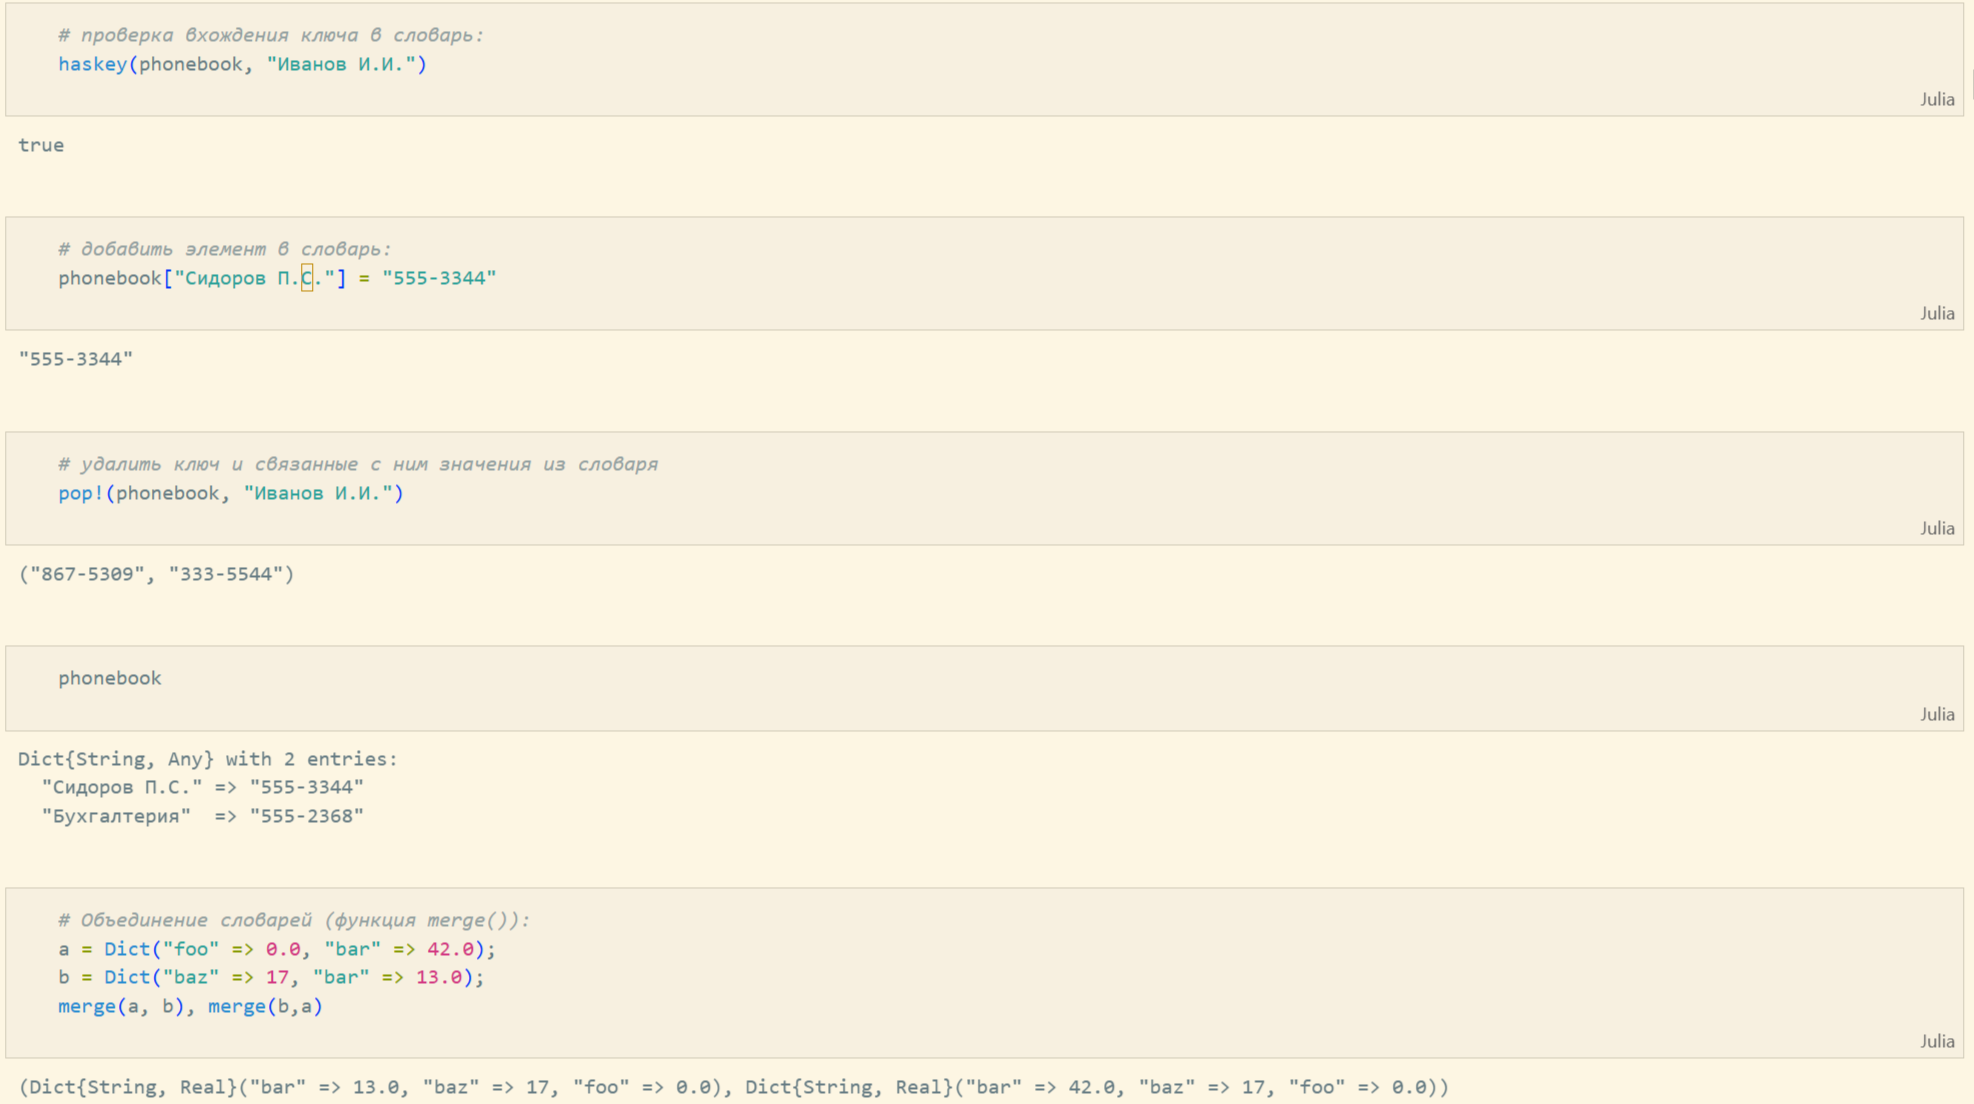 # проверка вхождения ключа в словарь:
haskey(phonebook, "Иванов И.И.")
Julia
true
# добавить элемент в словарь:
phonebook["Сидоров П.С."] = "555-3344"
Julia
"555-3344"
# удалить ключ и связанные с ним значения из словаря
pop!(phonebook, "Иванов И.И.")
Julia
("867-5309", "333-5544")
phonebook
Julia
Dict{String, Any} with 2 entries:
  "Сидоров П.С." => "555-3344"
  "Бухгалтерия"  => "555-2368"
# Объединение словарей (функция merge()):
a = Dict("foo" => 0.0, "bar" => 42.0);
b = Dict("baz" => 17, "bar" => 13.0);
merge(a, b), merge(b,a)
Julia
(Dict{String, Real}("bar" => 13.0, "baz" => 17, "foo" => 0.0), Dict{String, Real}("bar" => 42.0, "baz" => 17, "foo" => 0.0))